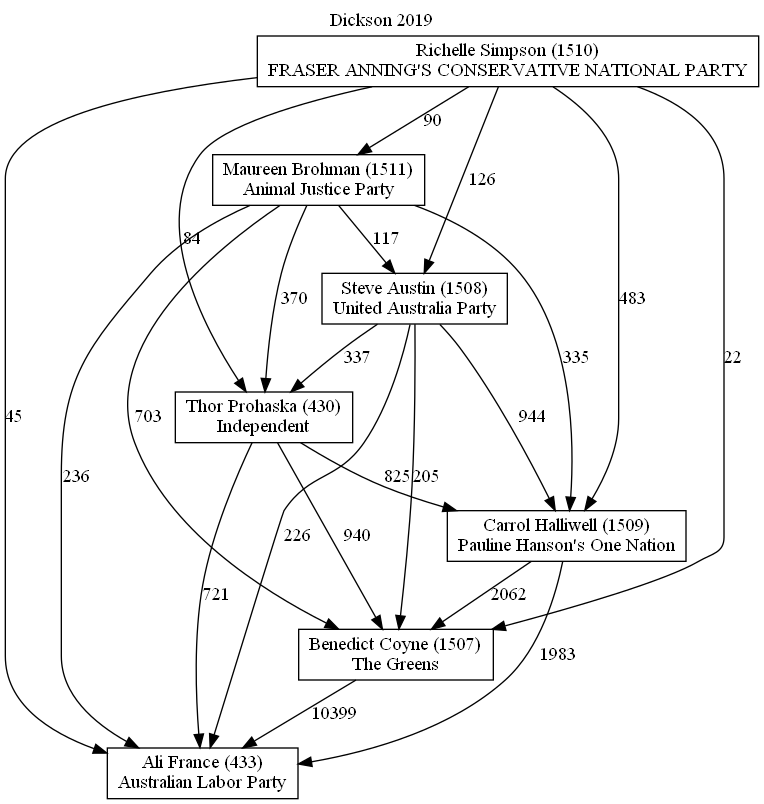 Dickson 2019
Richelle Simpson (1510)
FRASER ANNING'S CONSERVATIVE NATIONAL PARTY
90
Maureen Brohman (1511)
Animal Justice Party
126
84
117
Steve Austin (1508)
United Australia Party
370
483
337
335
22
Thor Prohaska (430)
Independent
45
703
944
236
825
205
Carrol Halliwell (1509)
Pauline Hanson's One Nation
226
940
721
2062
Benedict Coyne (1507)
The Greens
1983
10399
Ali France (433)
Australian Labor Party